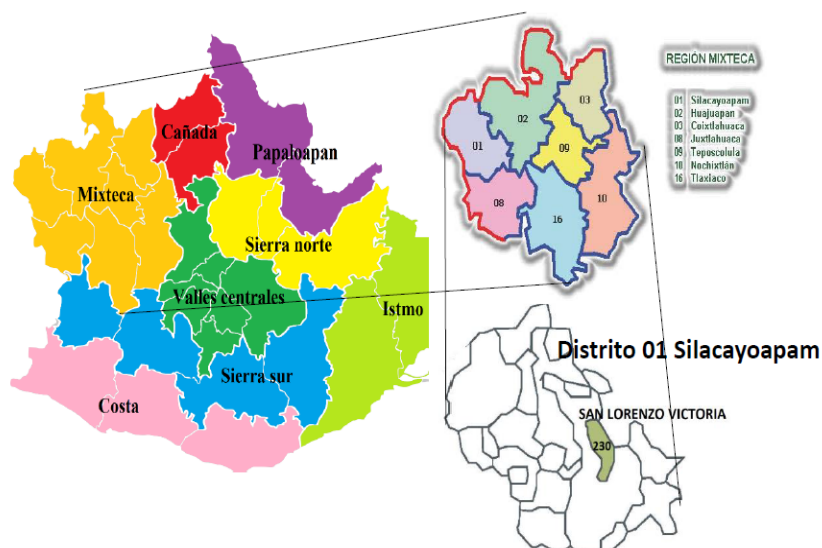 Cañada
Papaloapan
Mixteca
Sierra norte
Valles centrales
Istmo
Sierra sur
Costa
REGIÓN MIXTECA
01 Silacayoapam
02 Huajuapan
03 Coixtlahuaca
08 Juxtlahuaca
09 Teposcolula
10 Nochixtlón
16 Tlaxiaco
03
02
01
09
08
16
10
Distrito 01 Silacayoapam
SAN LORENZO VICTORIA
230